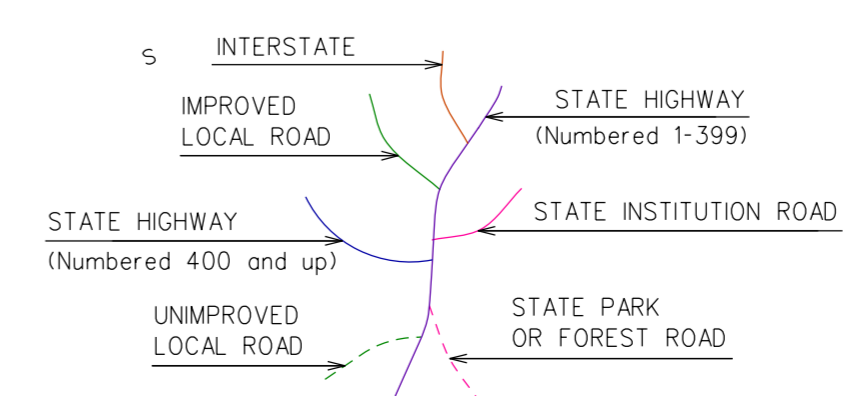 S
INTERSTATE
IMPROVED
LOCAL ROAD
STATE HIGHWAY
(Numbered 1-399)
STATE HIGHWAY
(Numbered 400 and up)
STATE INSTITUTION ROAD
UNIMPROVED
LOCAL ROAD
STATE PARK
OR FOREST ROAD